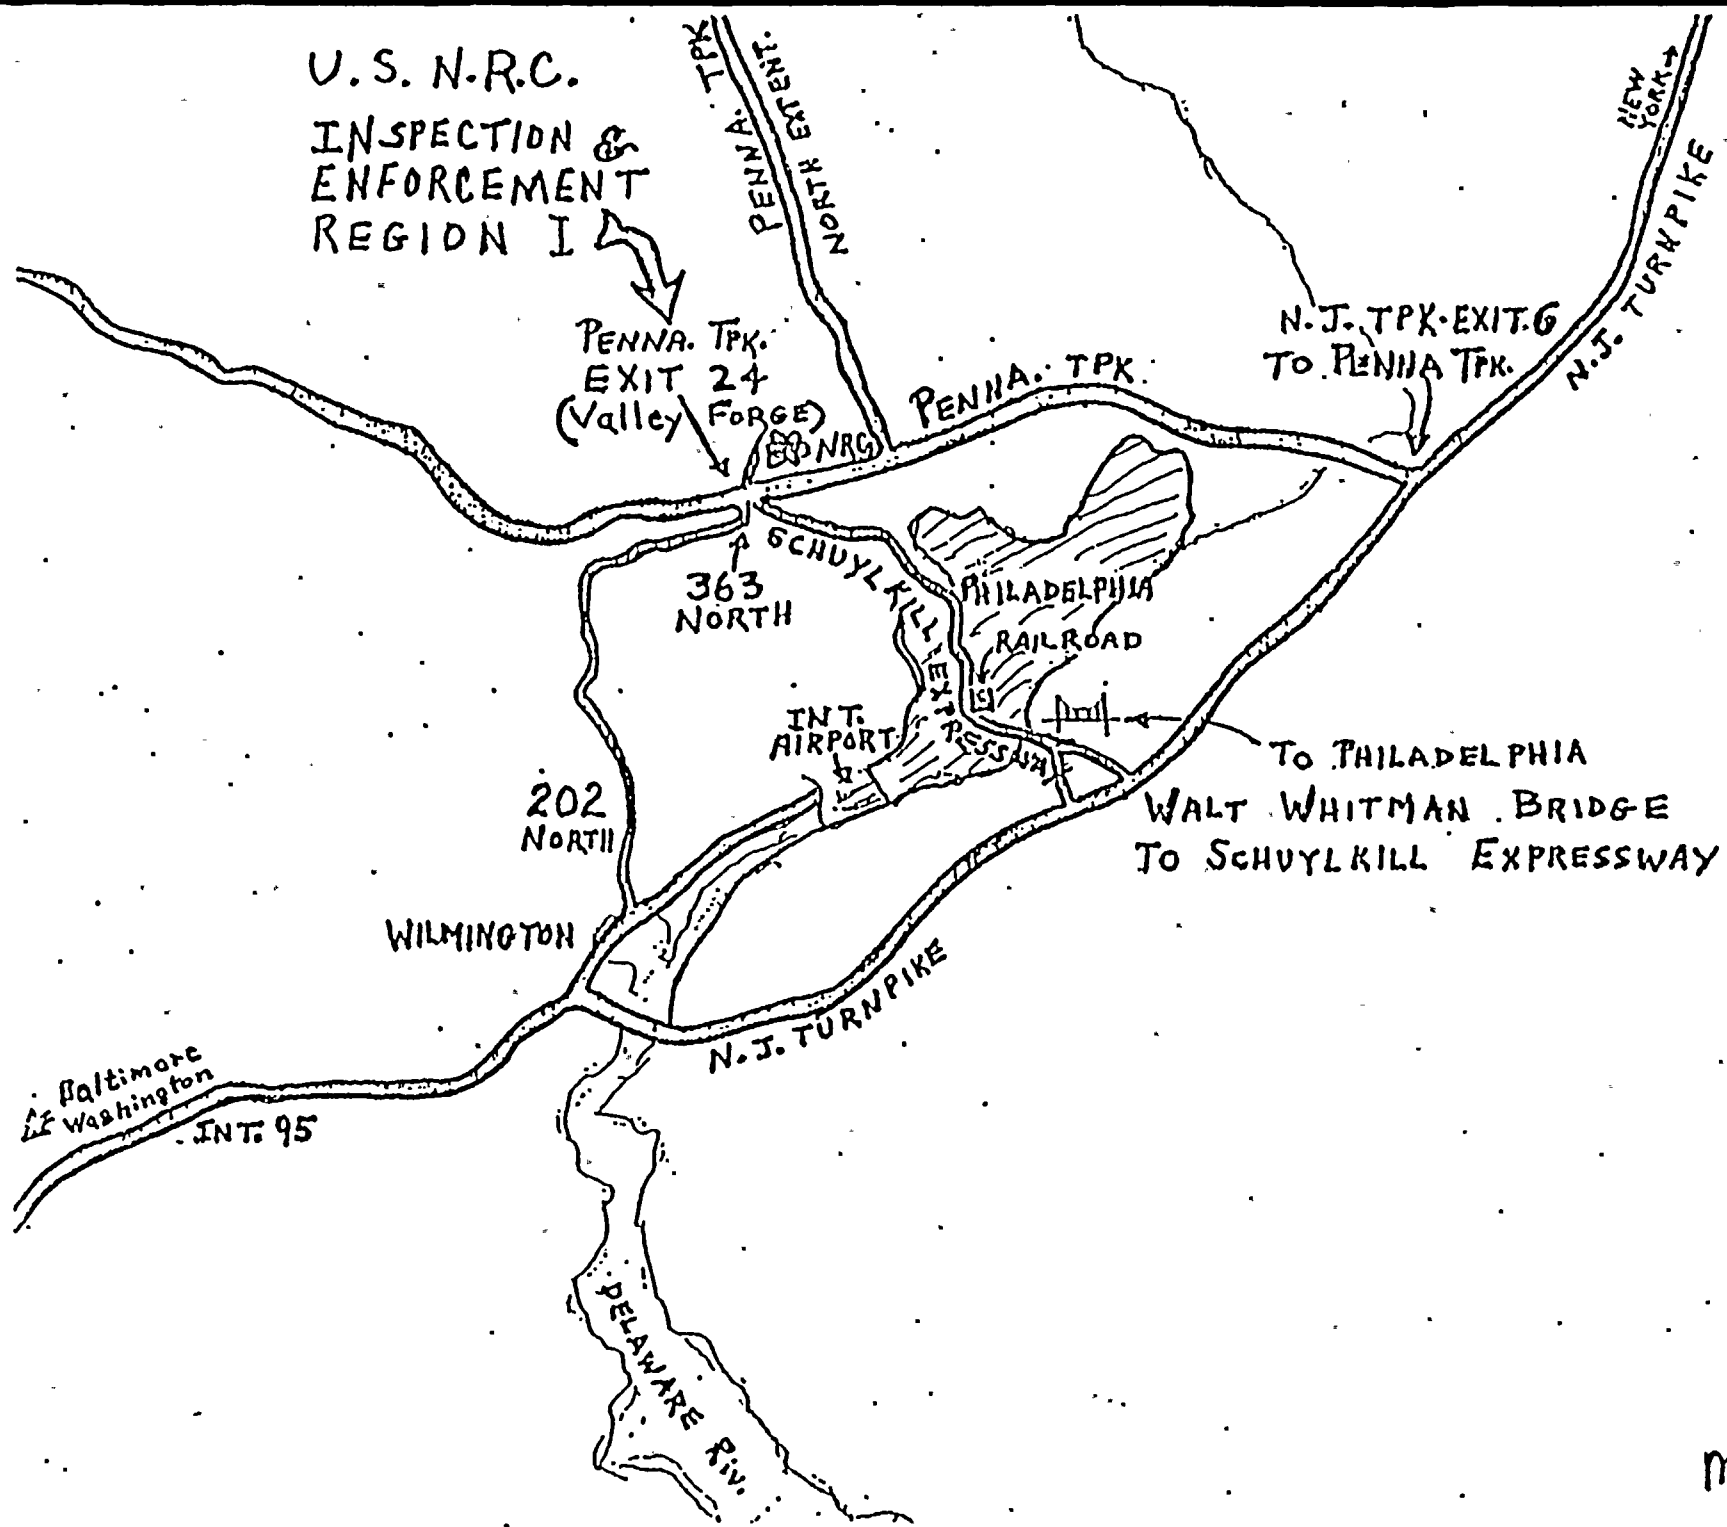 U.S. N.R.C.
INSPECTION &
ENFORCEMENT
REGION I
PENNA. TPK
NORTH EXTENT.
NEW
YORK
N.J. TURNPIKE
PENNA. TPK.
EXIT 24
(Valley FORGE)
NRC
PENNA. TPK.
N.J. TPK. EXIT. 6
TO PENNA TPK.
363
NORTH
SCHUYLKILL EXPRESSWAY
PHILADELPHIA
RAILROAD
INT.
AIRPORT
TO PHILADELPHIA
WALT WHITMAN BRIDGE
TO SCHUYLKILL EXPRESSWAY
202
NORTH
WILMINGTON
N.J. TURNPIKE
Baltimore
Washington
INT. 95
DELAWARE Riv.